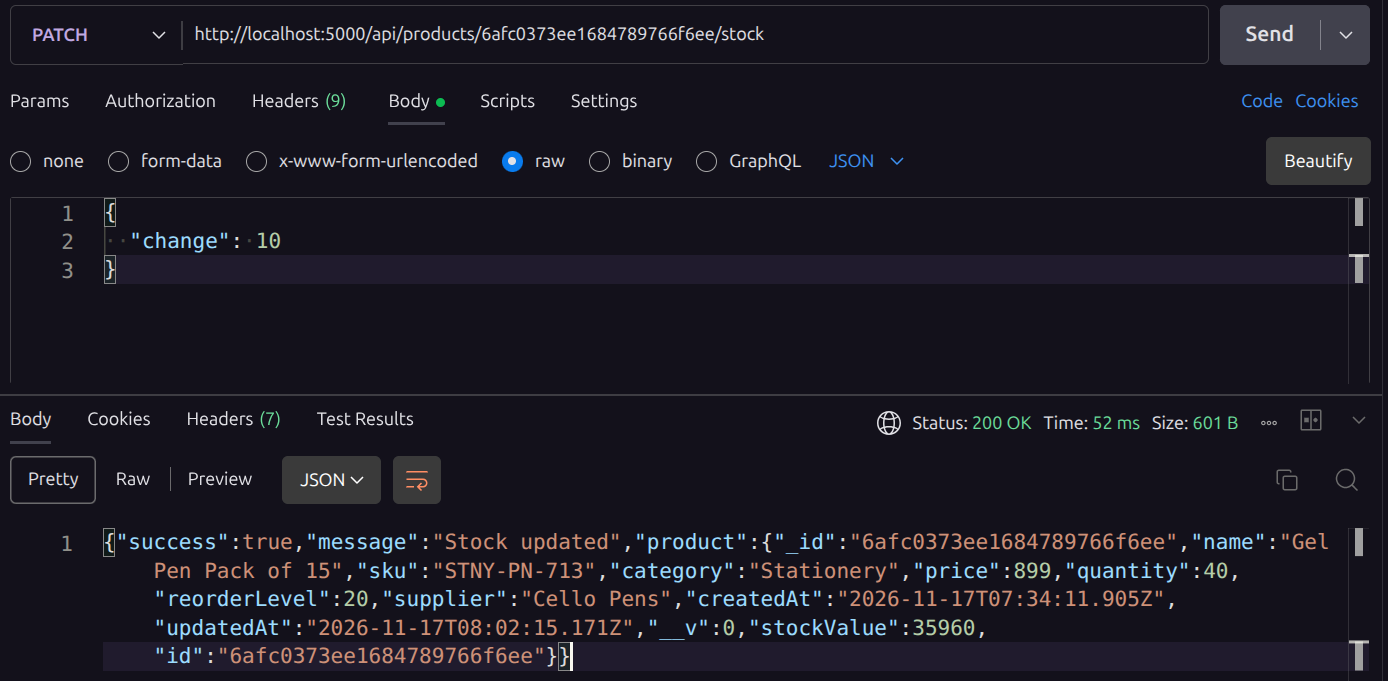 PATCH http://localhost:5000/api/products/6afc0373ee1684789766f6ee/stock Send
Params Authorization Headers (9) Body Scripts Settings Code Cookies
none form-data x-www-form-urlencoded raw binary GraphQL JSON Beautify
1 {
2 "change": 10
3 }
Body Cookies Headers (7) Test Results Status: 200 OK Time: 52 ms Size: 601 B
Pretty Raw Preview JSON
1 {"success":true,"message":"Stock updated","product":{"_id":"6afc0373ee1684789766f6ee","name":"Gel
Pen Pack of 15","sku":"STNY-PN-713","category":"Stationery","price":899,"quantity":40,
"reorderLevel":20,"supplier":"Cello Pens","createdAt":"2026-11-17T07:34:11.905Z",
"updatedAt":"2026-11-17T08:02:15.171Z","__v":0,"stockValue":35960,
"id":"6afc0373ee1684789766f6ee"}}